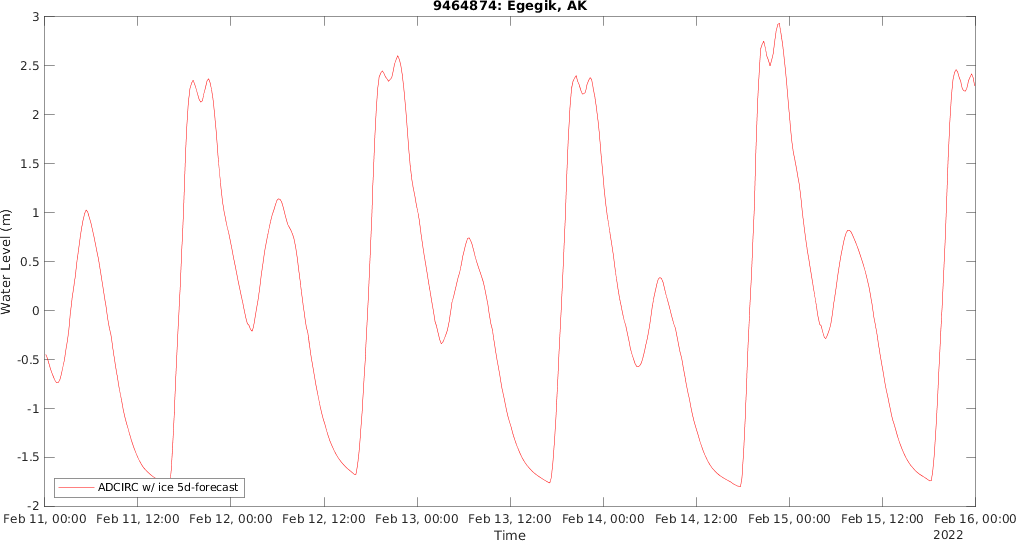 9464874: Egegik, AK
3
2.5
2
1.5
1
0.5
0
-0.5
-1
-1.5
-2
Water Level (m)
ADCIRC w/ ice 5d-forecast
Feb 11, 00:00 Feb 11, 12:00 Feb 12, 00:00 Feb 12, 12:00 Feb 13, 00:00 Feb 13, 12:00 Feb 14, 00:00 Feb 14, 12:00 Feb 15, 00:00 Feb 15, 12:00 Feb 16, 00:00
Time
2022